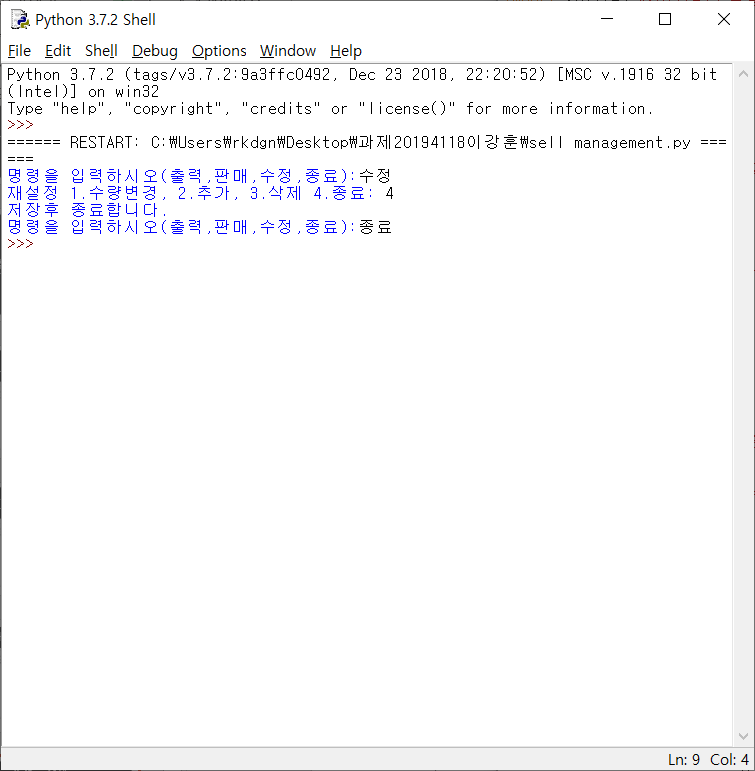 Python 3.7.2 Shell
File Edit Shell Debug Options Window Help
Python 3.7.2 (tags/v3.7.2:9a3ffc0492, Dec 23 2018, 22:20:52) [MSC v.1916 32 bit
(Intel)] on win32
Type "help", "copyright", "credits" or "license()" for more information.
>>>
====== RESTART: C:₩Users₩rkdgn₩Desktop₩과제20194118이강훈₩sell management.py ===
===
명령을 입력하시오(출력,판매,수정,종료):수정
재설정 1.수량변경, 2.추가, 3.삭제 4.종료: 4
저장후 종료합니다.
명령을 입력하시오(출력,판매,수정,종료):종료
>>>
Ln: 9 Col: 4